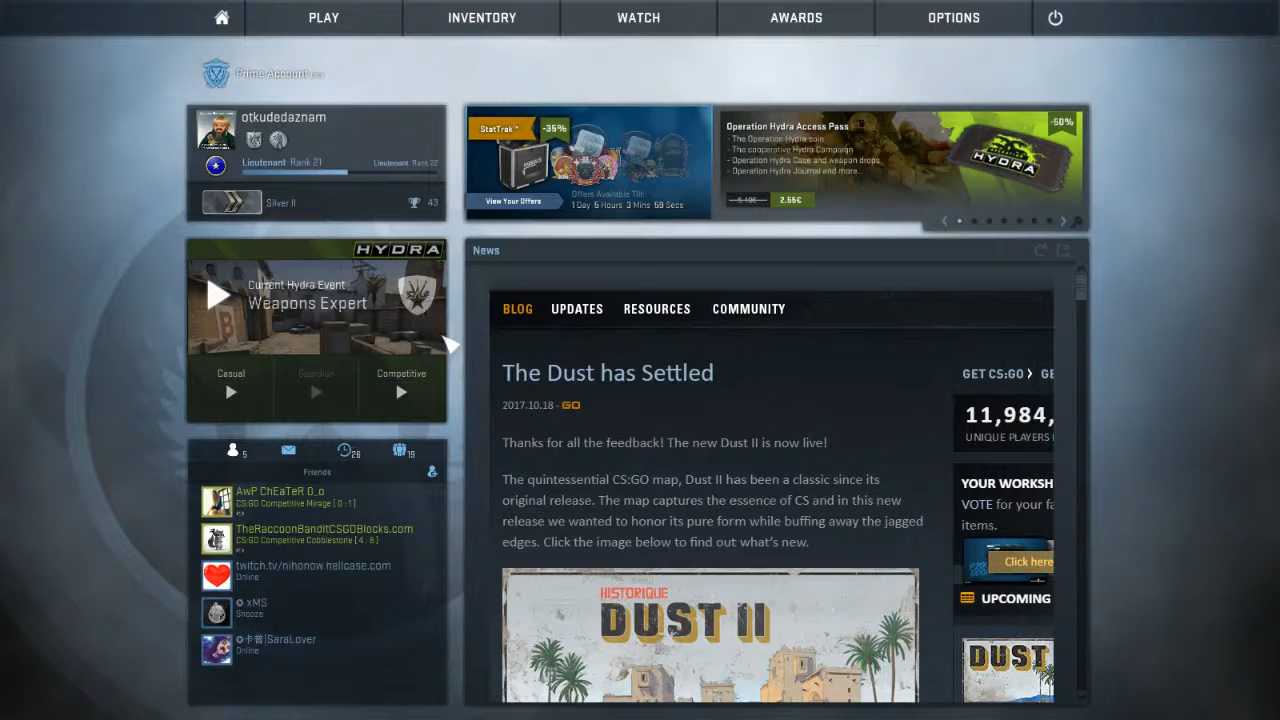 PLAY
INVENTORY
WATCH
AWARDS
OPTIONS
Prime Account
otkudedaznam
Lieutenant Rank 21
Lieutenant Rank 22
Silver II
43
StatTrak™
-35%
View Your Offers
Offers Available Till:
1 Day 5 Hours 3 Mins 59 Secs
Operation Hydra Access Pass
-50%
- The Operation Hydra coin
- The cooperative Hydra Campaign
- Operation Hydra Case and weapon drops
- Operation Hydra Journal and more...
5.10€
2.55€
HYDRA
HYDRA
Current Hydra Event
Weapons Expert
Casual
Guardian
Competitive
5
26
19
Friends
AwP ChEaTeR D_o
CS:GO Competitive Mirage [ 0 : 1 ]
TheRaccoonBanditCSGOBlocks.com
CS:GO Competitive Cobblestone [ 4 : 6 ]
twitch.tv/nihonow hellcase.com
Online
xMS
Snooze
卡普|SaraLover
Online
News
BLOG
UPDATES
RESOURCES
COMMUNITY
The Dust has Settled
2017.10.18 - GO
Thanks for all the feedback! The new Dust II is now live!
The quintessential CS:GO map, Dust II has been a classic since its
original release. The map captures the essence of CS and in this new
release we wanted to honor its pure form while buffing away the jagged
edges. Click the image below to find out what's new.
HISTORIQUE
DUST II
GET CS:GO
GE
11,984,
UNIQUE PLAYERS
YOUR WORKSH
VOTE for your fa
items.
Click here
UPCOMING
DUST